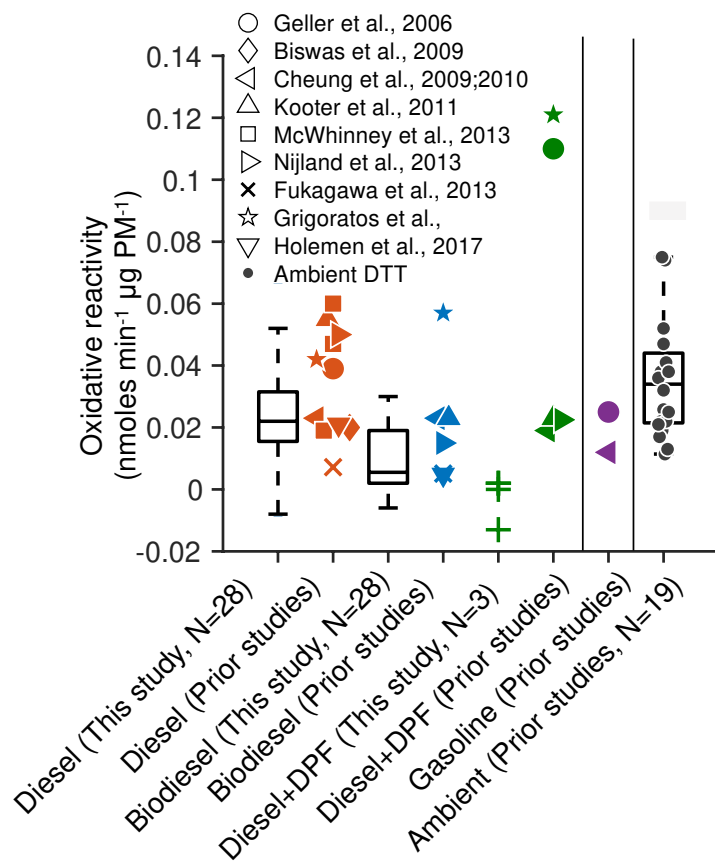 Geller et al., 2006
Biswas et al., 2009
Cheung et al., 2009;2010
Kooter et al., 2011
McWhinney et al., 2013
Nijland et al., 2013
Fukagawa et al., 2013
Grigoratos et al.,
Holemen et al., 2017
Ambient DTT
0.14
0.12
0.1
0.08
0.06
0.04
0.02
0
-0.02
Oxidative reactivity
(nmoles min⁻¹ µg PM⁻¹)
Diesel (This study, N=28)
Diesel (Prior studies)
Biodiesel (This study, N=28)
Biodiesel (Prior studies)
Diesel+DPF (This study, N=3)
Diesel+DPF (Prior studies)
Gasoline (Prior studies)
Ambient (Prior studies, N=19)